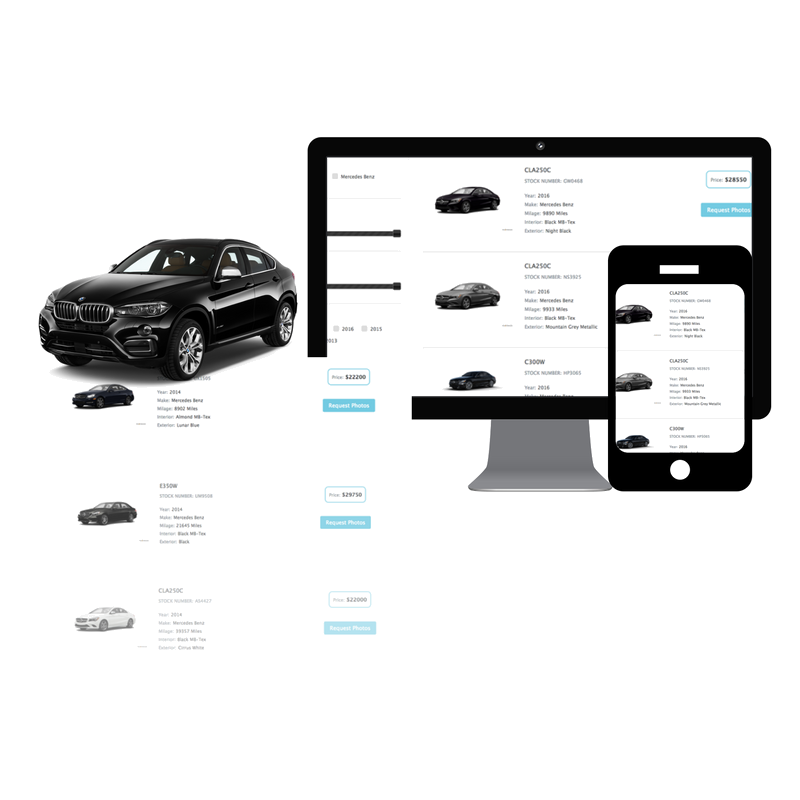 Mercedes Benz
2016
2015
2013
CLA250C
STOCK NUMBER: GW0468
Year: 2016
Make: Mercedes Benz
Milage: 9890 Miles
Interior: Black MB-Tex
Exterior: Night Black
Price: $28550
Request Photos
CLA250C
STOCK NUMBER: NS3925
Year: 2016
Make: Mercedes Benz
Milage: 9933 Miles
Interior: Black MB-Tex
Exterior: Mountain Grey Metallic
C300W
STOCK NUMBER: HP5065
Year: 2016
CLA250C
STOCK NUMBER: GW0468
Year: 2016
Make: Mercedes Benz
Milage: 9890 Miles
Interior: Black MB-Tex
Exterior: Night Black
CLA250C
STOCK NUMBER: NS3925
Year: 2016
Make: Mercedes Benz
Milage: 9933 Miles
Interior: Black MB-Tex
Exterior: Mountain Grey Metallic
C300W
STOCK NUMBER: HP5065
Year: 2016
Year: 2014
Make: Mercedes Benz
Milage: 8902 Miles
Interior: Almond MB-Tex
Exterior: Lunar Blue
Price: $22200
Request Photos
E350W
STOCK NUMBER:
Year: 2014
Make: Mercedes Benz
Milage: 21645 Miles
Interior: Black MB-Tex
Exterior: Black
Price: $29750
Request Photos
CLA250C
STOCK NUMBER:
Year: 2014
Make: Mercedes Benz
Milage: 39357 Miles
Interior: Black MB-Tex
Exterior: Cirrus White
Price: $22000
Request Photos